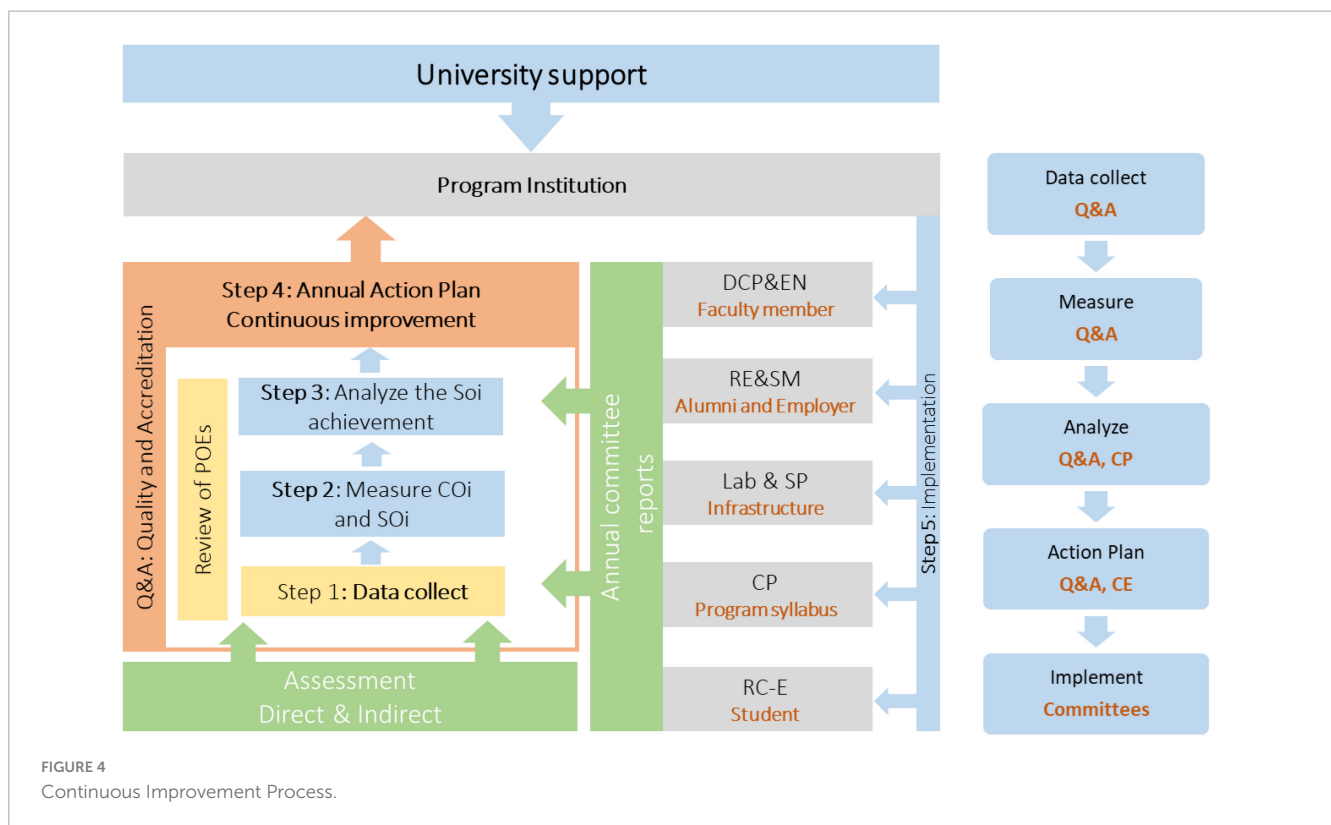 University support
Program Institution
Step 4: Annual Action Plan
Continuous improvement
Q&A: Quality and Accreditation
Review of POEs
Step 3: Analyze the Soi
achievement
Step 2: Measure COi
and SOi
Step 1: Data collect
Assessment
Direct & Indirect
Annual committee
reports
DCP&EN
Faculty member
RE&SM
Alumni and Employer
Lab & SP
Infrastructure
CP
Program syllabus
RC-E
Student
Step 5: Implementation
Data collect
Q&A
Measure
Q&A
Analyze
Q&A, CP
Action Plan
Q&A, CE
Implement
Committees
FIGURE 4
Continuous Improvement Process.